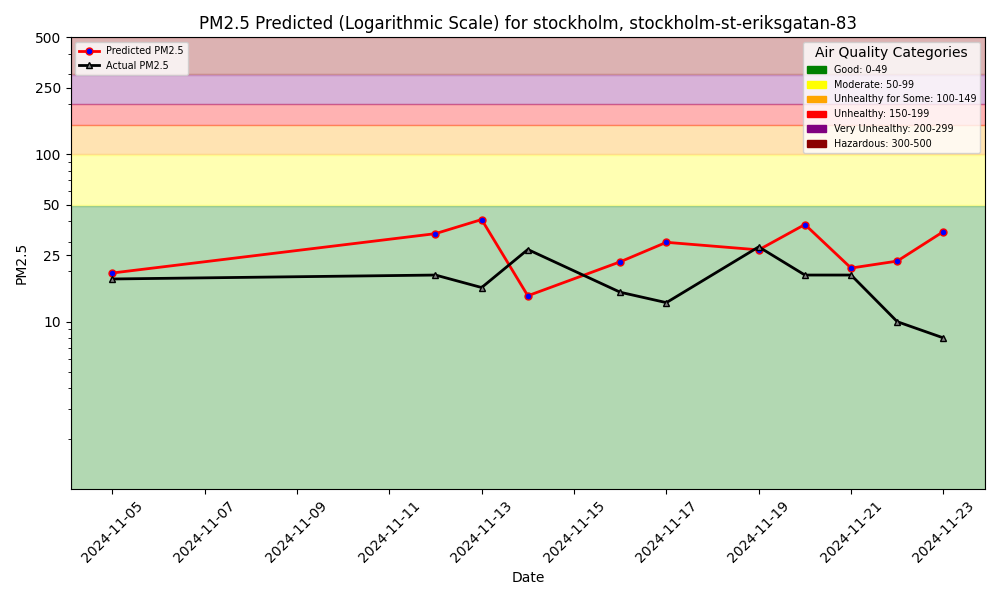 PM2.5 Predicted (Logarithmic Scale) for stockholm, stockholm-st-eriksgatan-83
Predicted PM2.5
Actual PM2.5
Air Quality Categories
Good: 0-49
Moderate: 50-99
Unhealthy for Some: 100-149
Unhealthy: 150-199
Very Unhealthy: 200-299
Hazardous: 300-500
500
250
100
50
25
10
PM2.5
2024-11-05
2024-11-07
2024-11-09
2024-11-11
2024-11-13
2024-11-15
2024-11-17
2024-11-19
2024-11-21
2024-11-23
Date